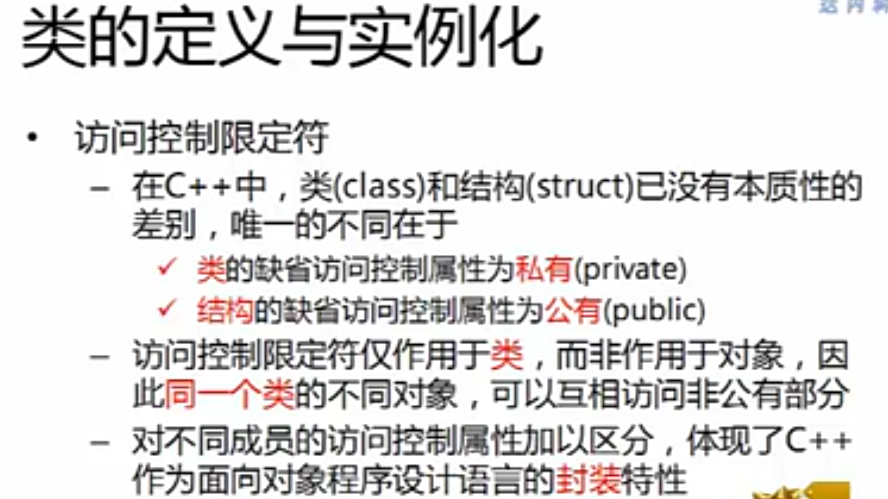 类的定义与实例化
• 访问控制限定符
– 在C++中，类(class)和结构(struct)已没有本质性的
差别，唯一的不同在于
✓ 类的缺省访问控制属性为私有(private)
✓ 结构的缺省访问控制属性为公有(public)
– 访问控制限定符仅作用于类，而非作用于对象，因
此同一个类的不同对象，可以互相访问非公有部分
– 对不同成员的访问控制属性加以区分，体现了C++
作为面向对象程序设计语言的封装特性